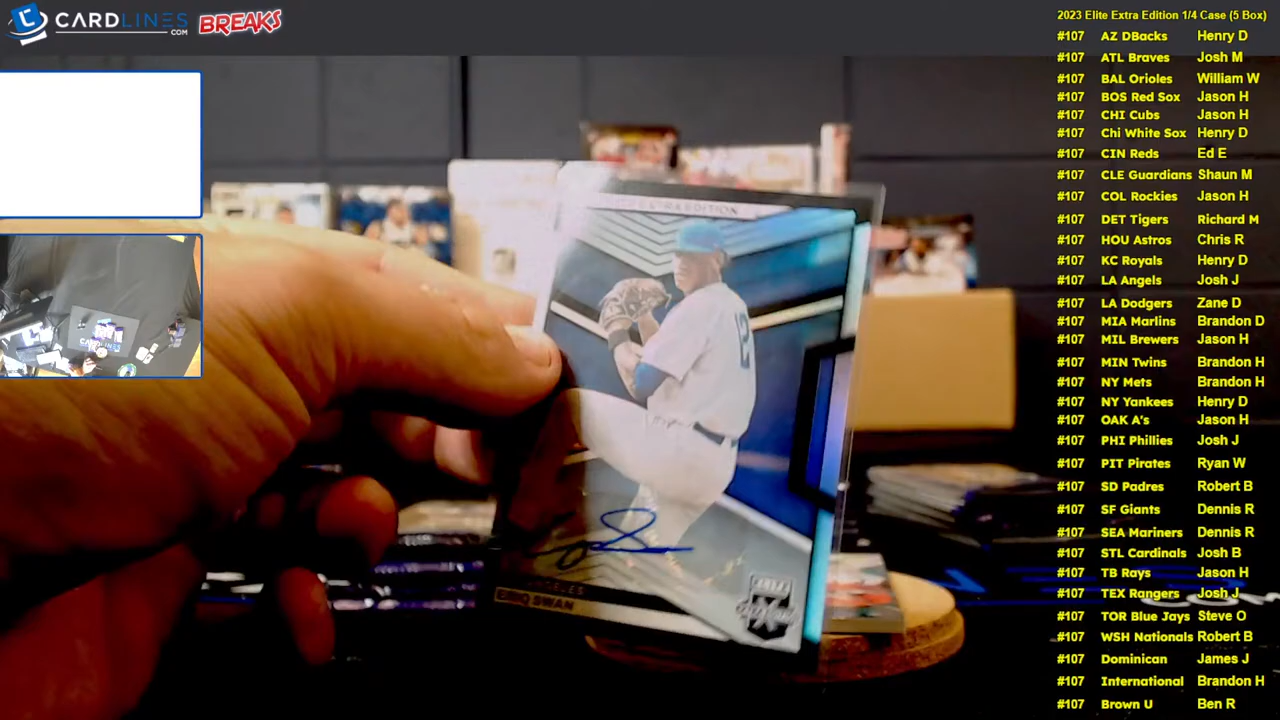 CARDLINES
.COM
BREAKS
2023 Elite Extra Edition 1/4 Case (5 Box)
#107 AZ DBacks Henry D
#107 ATL Braves Josh M
#107 BAL Orioles William W
#107 BOS Red Sox Jason H
#107 CHI Cubs Jason H
#107 Chi White Sox Henry D
#107 CIN Reds Ed E
#107 CLE Guardians Shaun M
#107 COL Rockies Jason H
#107 DET Tigers Richard M
#107 HOU Astros Chris R
#107 KC Royals Henry D
#107 LA Angels Josh J
#107 LA Dodgers Zane D
#107 MIA Marlins Brandon D
#107 MIL Brewers Jason H
#107 MIN Twins Brandon H
#107 NY Mets Brandon H
#107 NY Yankees Henry D
#107 OAK A's Jason H
#107 PHI Phillies Josh J
#107 PIT Pirates Ryan W
#107 SD Padres Robert B
#107 SF Giants Dennis R
#107 SEA Mariners Dennis R
#107 STL Cardinals Josh B
#107 TB Rays Jason H
#107 TEX Rangers Josh J
#107 TOR Blue Jays Steve O
#107 WSH Nationals Robert B
#107 Dominican James J
#107 International Brandon H
#107 Brown U Ben R
EXTRA EDITION
12
SWAN